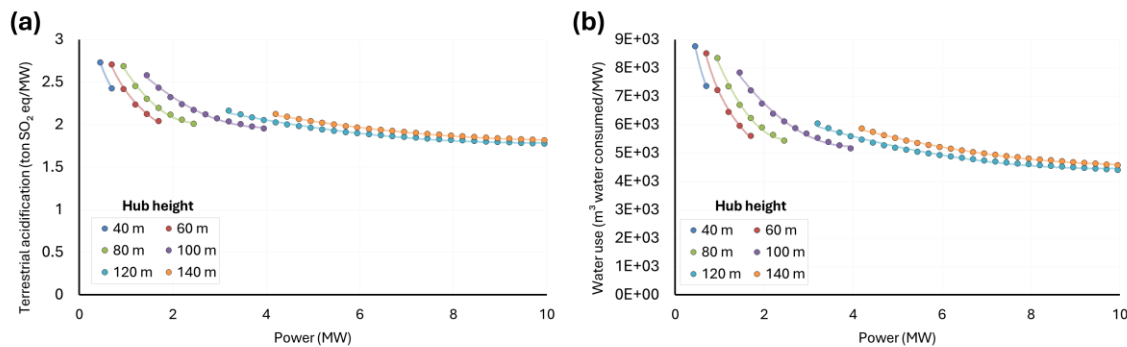 (a)
Terrestrial acidification (ton SO₂ eq/MW)
3
2.5
2
1.5
1
0.5
0
Hub height
40 m 60 m
80 m 100 m
120 m 140 m
0 2 4 6 8 10
Power (MW)
(b)
Water use (m³ water consumed/MW)
9E+03
8E+03
7E+03
6E+03
5E+03
4E+03
3E+03
2E+03
1E+03
0E+00
Hub height
40 m 60 m
80 m 100 m
120 m 140 m
0 2 4 6 8 10
Power (MW)